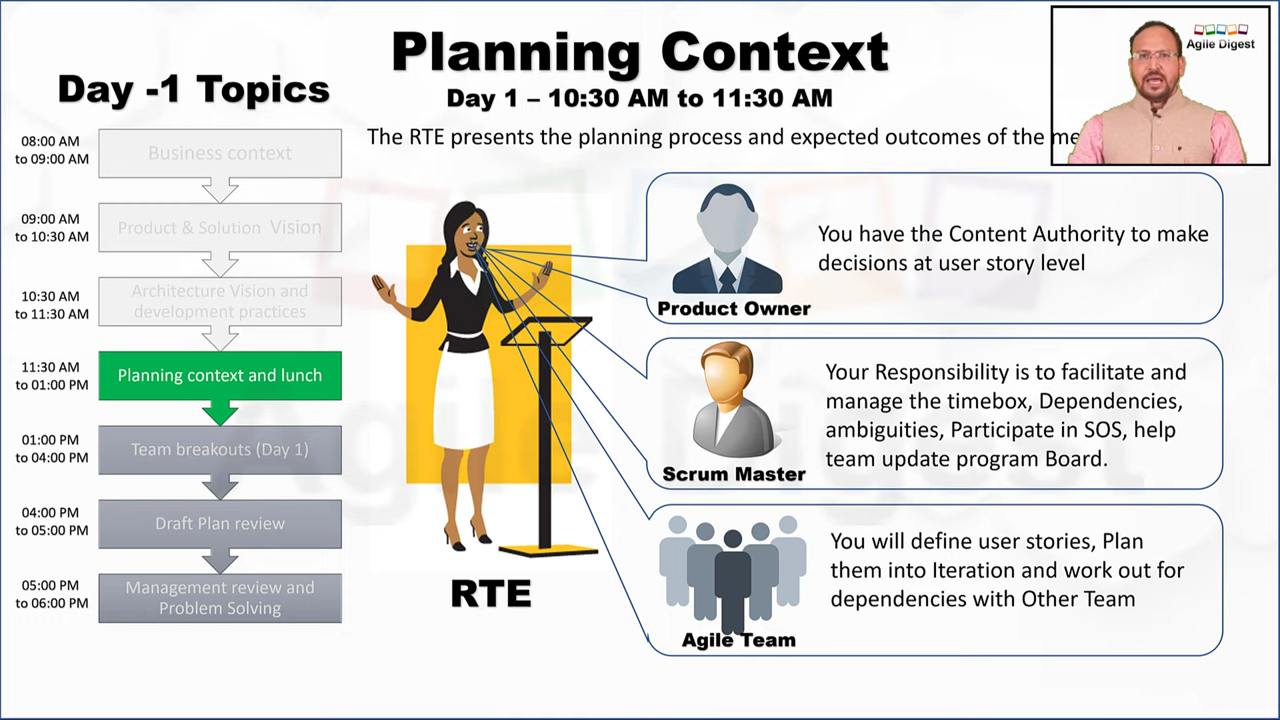 Planning Context
Day 1 – 10:30 AM to 11:30 AM
Agile Digest
Day -1 Topics
The RTE presents the planning process and expected outcomes of the
08:00 AM
to 09:00 AM
Business context
09:00 AM
to 10:30 AM
Product & Solution Vision
10:30 AM
to 11:30 AM
Architecture Vision and
development practices
11:30 AM
to 01:00 PM
Planning context and lunch
01:00 PM
to 04:00 PM
Team breakouts (Day 1)
04:00 PM
to 05:00 PM
Draft Plan review
05:00 PM
to 06:00 PM
Management review and
Problem Solving
RTE
You have the Content Authority to make
decisions at user story level
Product Owner
Your Responsibility is to facilitate and
manage the timebox, Dependencies,
ambiguities, Participate in SOS, help
team update program Board.
Scrum Master
You will define user stories, Plan
them into Iteration and work out for
dependencies with Other Team
Agile Team